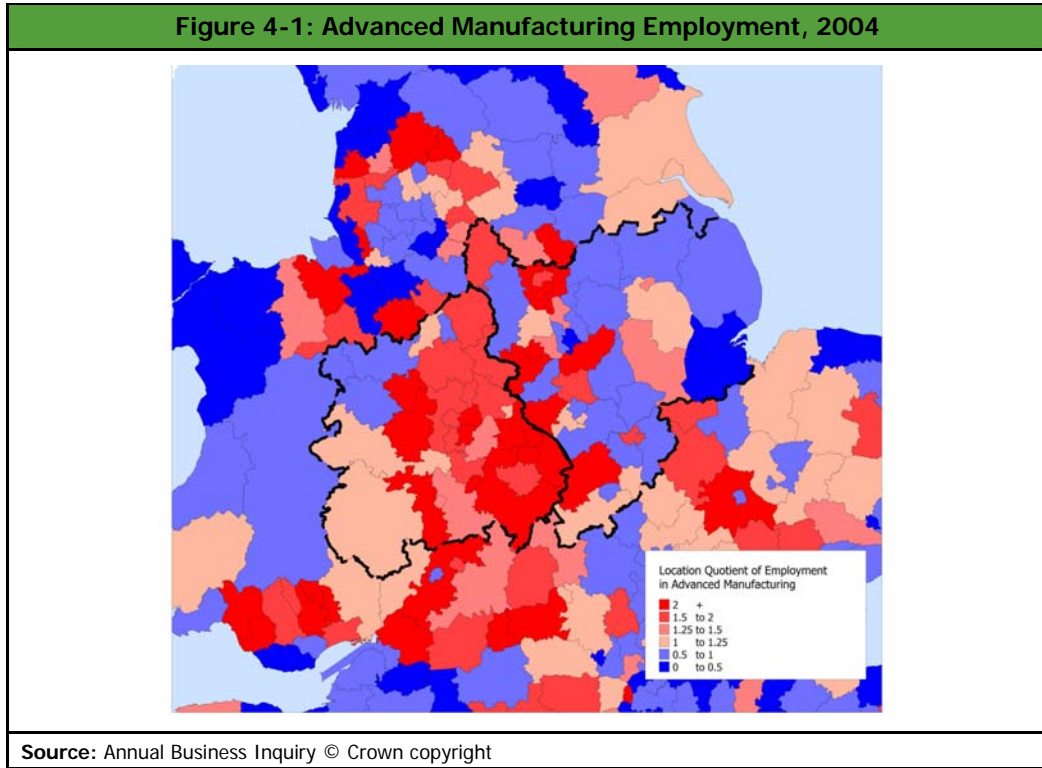 Figure 4-1: Advanced Manufacturing Employment, 2004
Location Quotient of Employment
in Advanced Manufacturing
2 +
1.5 to 2
1.25 to 1.5
1 to 1.25
0.5 to 1
0 to 0.5
Source: Annual Business Inquiry © Crown copyright